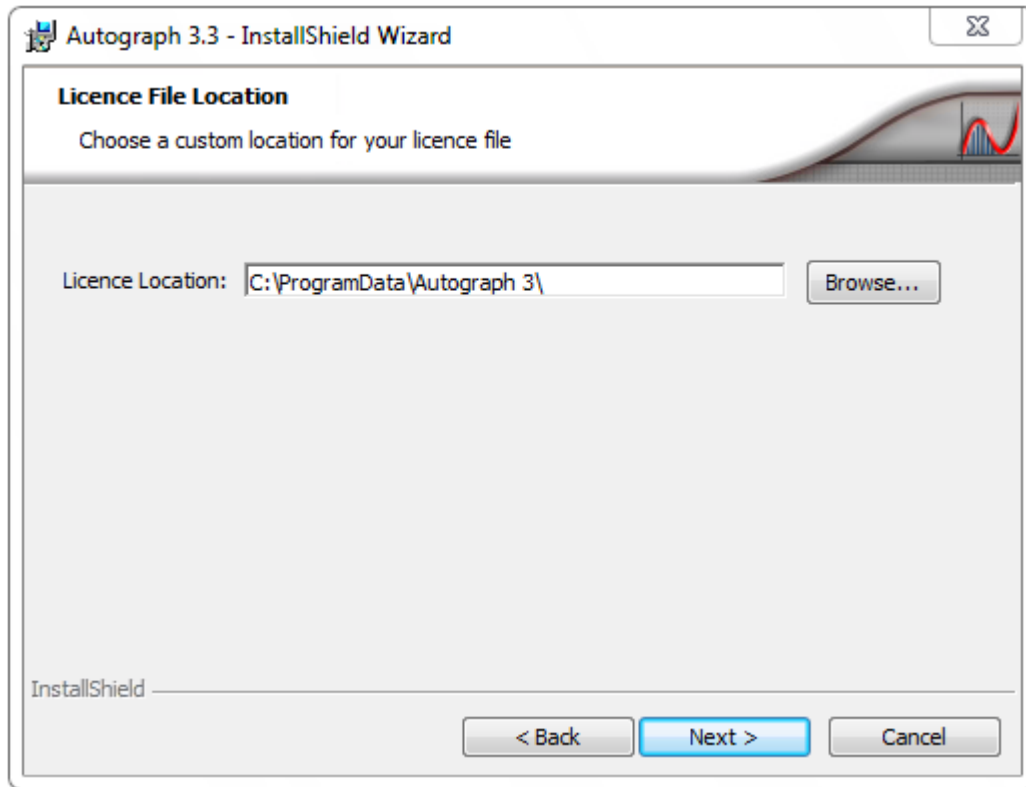 Autograph 3.3 - InstallShield Wizard
Licence File Location
Choose a custom location for your licence file
Licence Location: C:\ProgramData\Autograph 3\ Browse...
InstallShield
< Back Next > Cancel